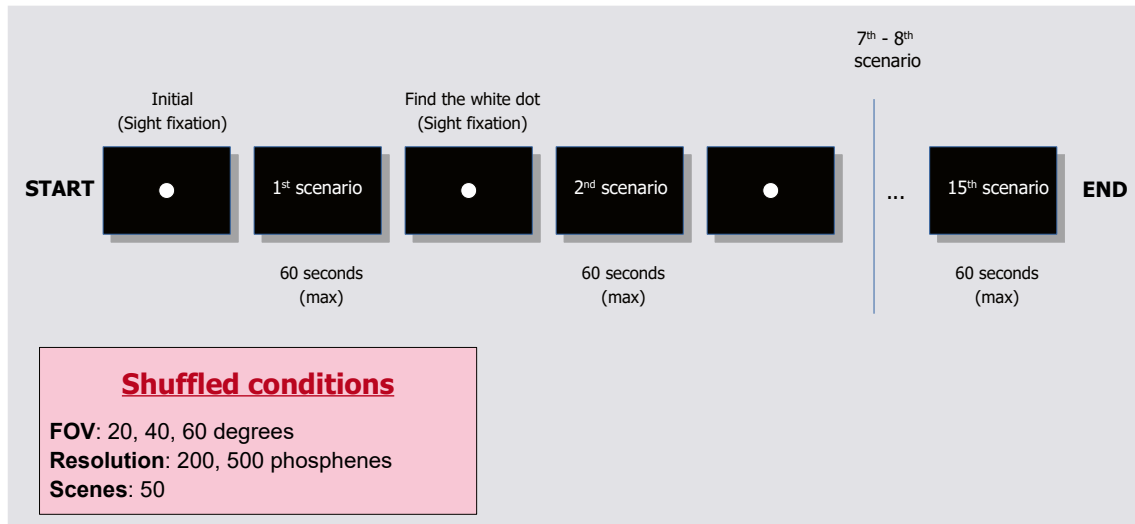 7th - 8th
scenario
Initial
(Sight fixation)
Find the white dot
(Sight fixation)
START
1st scenario
2nd scenario
...
15th scenario
END
60 seconds
(max)
60 seconds
(max)
60 seconds
(max)
Shuffled conditions
FOV: 20, 40, 60 degrees
Resolution: 200, 500 phosphenes
Scenes: 50